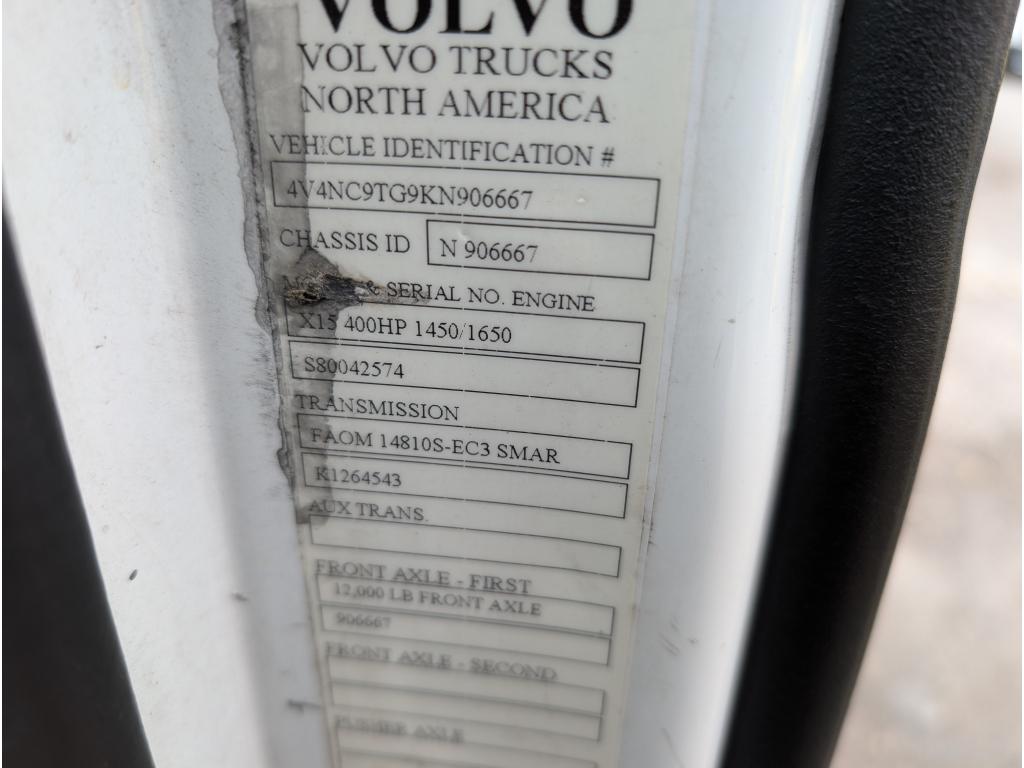 VOLVO
VOLVO TRUCKS
NORTH AMERICA
VEHICLE IDENTIFICATION #
4V4NC9TG9KN906667
CHASSIS ID N 906667
& SERIAL NO. ENGINE
X15 400HP 1450/1650
S80042574
TRANSMISSION
FAOM 14810S-EC3 SMAR
K1264543
AUX TRANS.
FRONT AXLE - FIRST
12,000 LB FRONT AXLE
906667
FRONT AXLE - SECOND
PUSHER AXLE